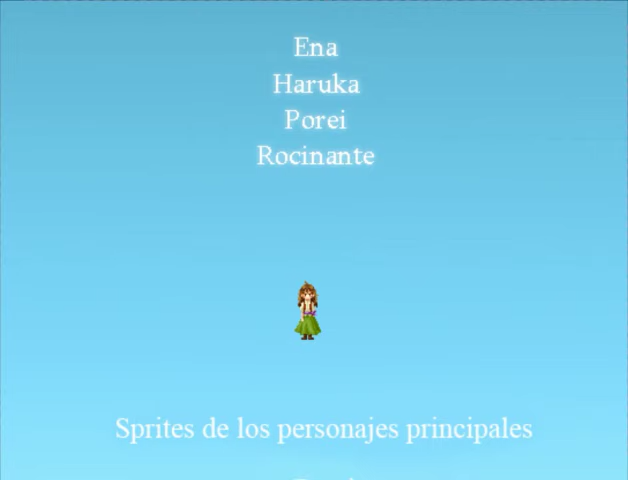 Ena
Haruka
Porei
Rocinante
Sprites de los personajes principales